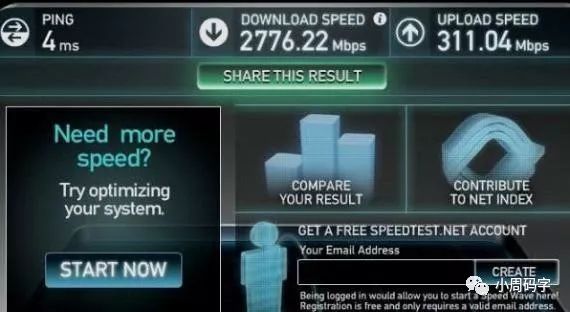 PING
4 ms
DOWNLOAD SPEED
2776.22 Mbps
UPLOAD SPEED
311.04 Mbps
SHARE THIS RESULT
Need more
speed?
Try optimizing
your system.
START NOW
COMPARE
YOUR RESULT
CONTRIBUTE
TO NET INDEX
GET A FREE SPEEDTEST.NET ACCOUNT
Your Email Address
CREATE
Being logged in would allow you to start a Speed Wave here!
Registration is free and only requires a valid email address.
小周码字